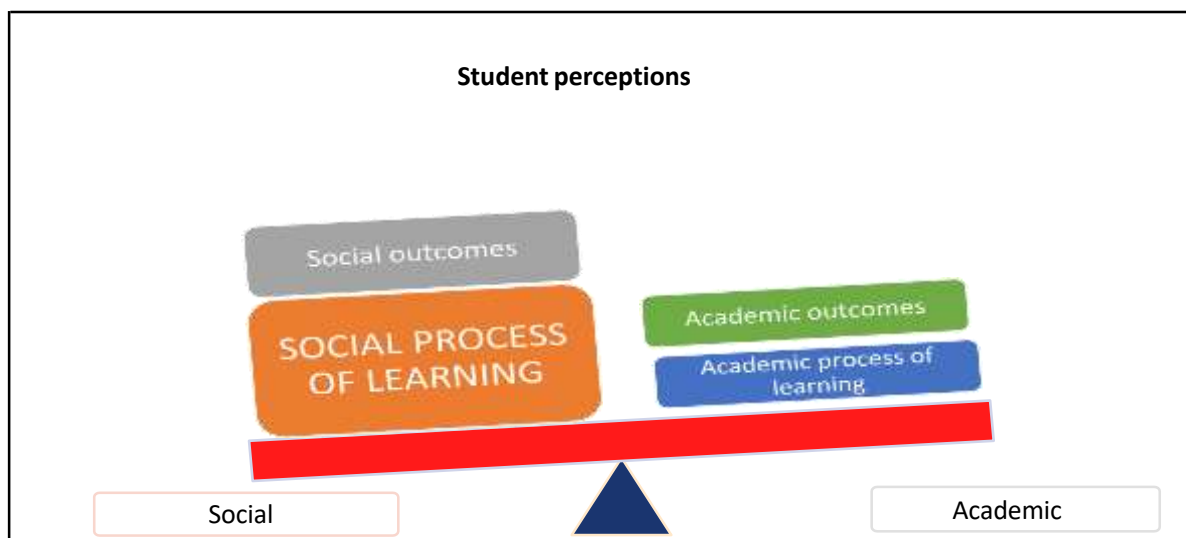 Student perceptions
Social outcomes
SOCIAL PROCESS
OF LEARNING
Academic outcomes
Academic process of
learning
Social
Academic